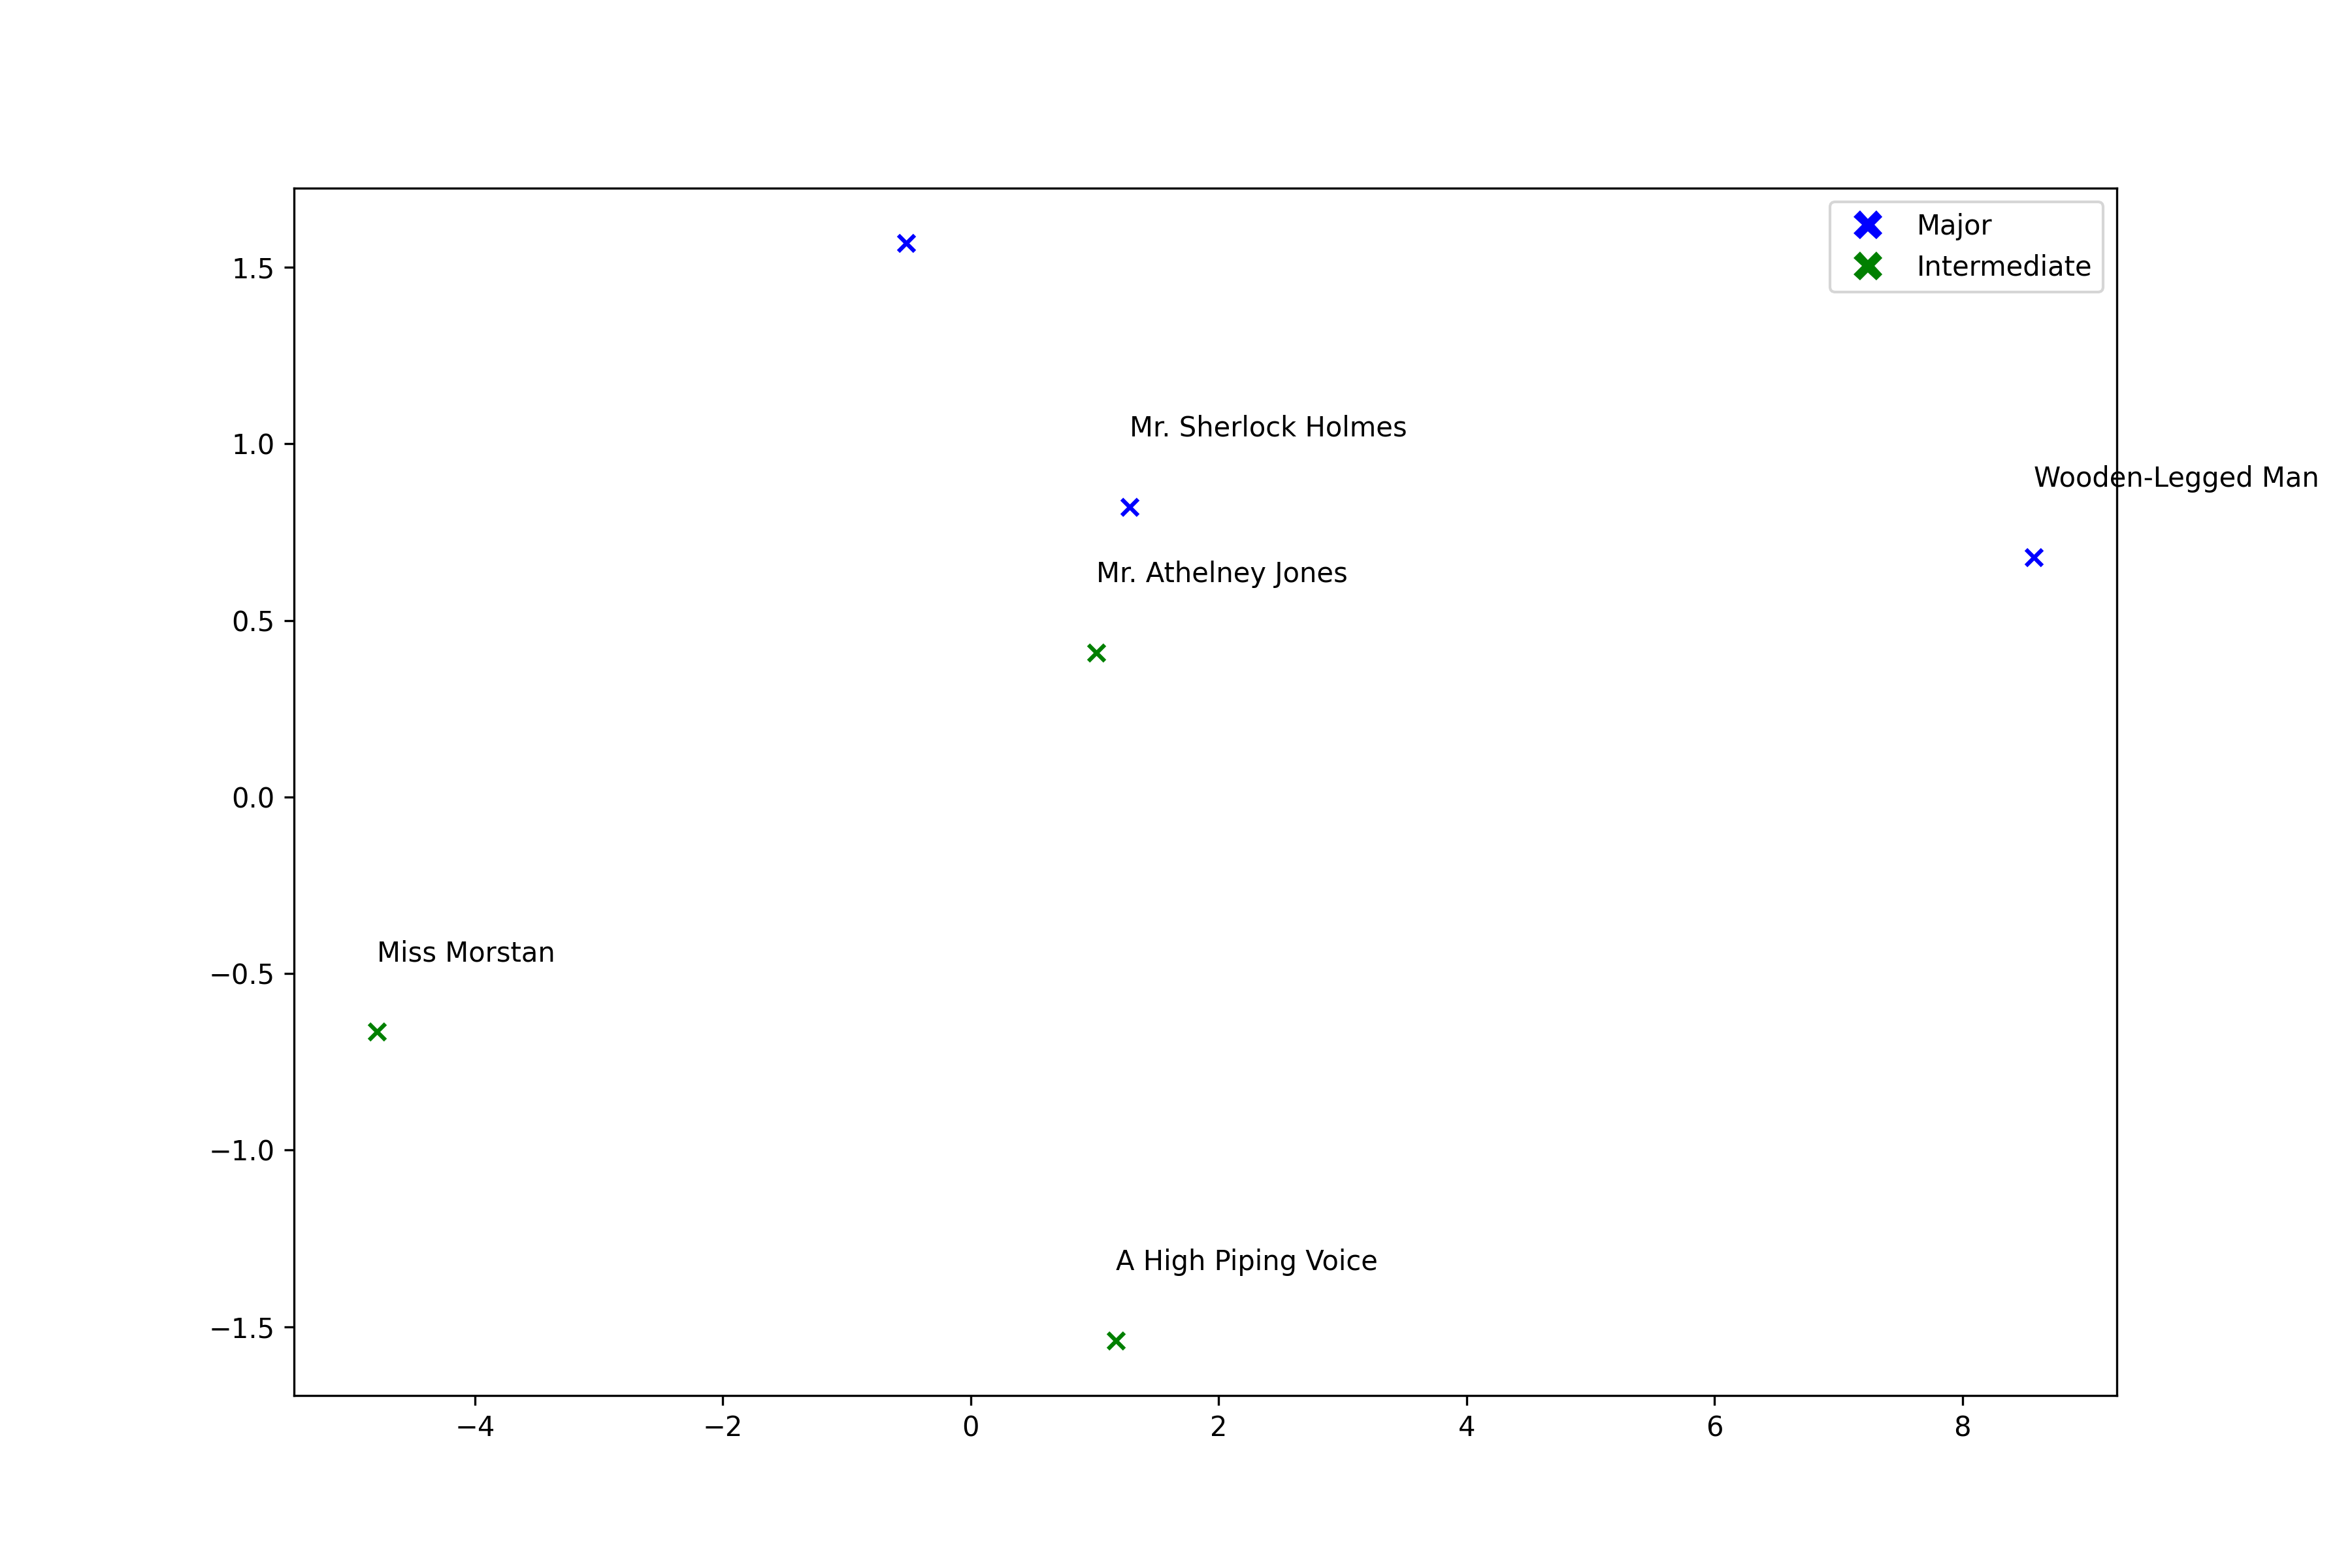 Major
Intermediate
1.5
Mr. Sherlock Holmes
1.0
Wooden-Legged Man
Mr. Athelney Jones
0.5
0.0
Miss Morstan
−0.5
−1.0
A High Piping Voice
−1.5
−4 −2 0 2 4 6 8